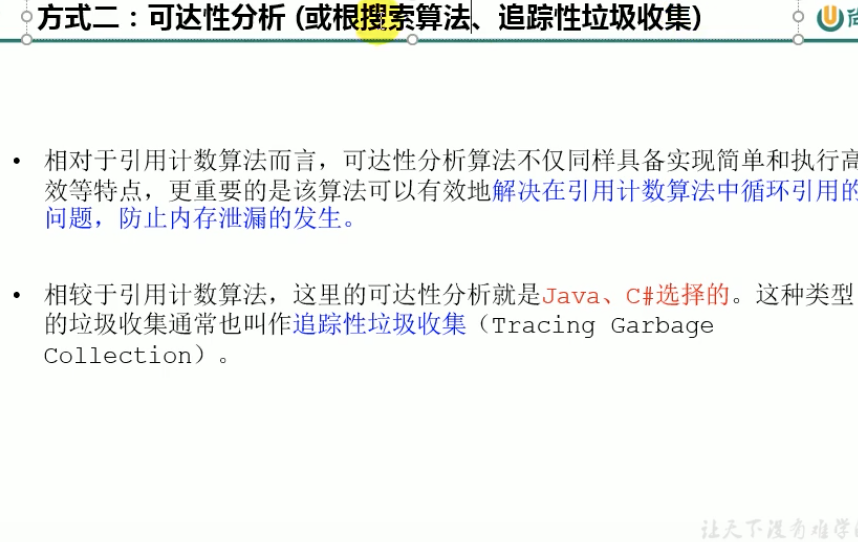 方式二：可达性分析 (或根搜索算法、追踪性垃圾收集)
• 相对于引用计数算法而言，可达性分析算法不仅同样具备实现简单和执行高
效等特点，更重要的是该算法可以有效地解决在引用计数算法中循环引用的
问题，防止内存泄漏的发生。
• 相较于引用计数算法，这里的可达性分析就是Java、C#选择的。这种类型
的垃圾收集通常也叫作追踪性垃圾收集（Tracing Garbage
Collection）。
让天下没有难学